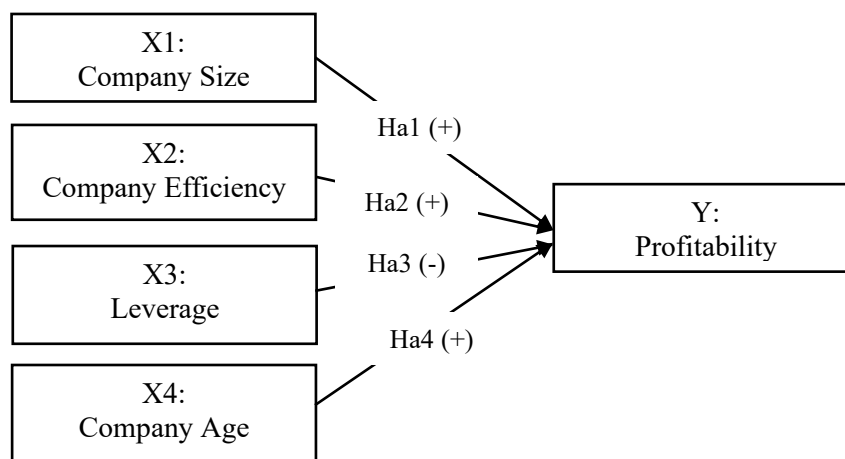 X1:
Company Size
Ha1 (+)
X2:
Company Efficiency
Ha2 (+)
Y:
Profitability
X3:
Leverage
Ha3 (-)
Ha4 (+)
X4:
Company Age